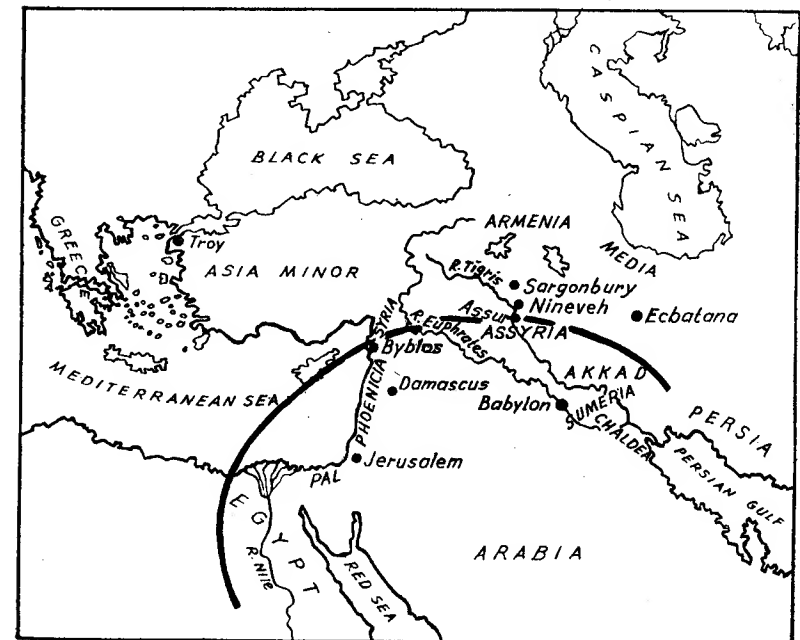 CASPIAN SEA
BLACK SEA
GREECE
Troy
ASIA MINOR
ARMENIA
MEDIA
R. Tigris
Sargonbury
Nineveh
Assur
ASSYRIA
Ecbatana
SYRIA
R. Euphrates
Byblos
MEDITERRANEAN SEA
PHOENICIA
Damascus
AKKAD
Babylon
SUMERIA
CHALDEA
PERSIA
PERSIAN GULF
Jerusalem
PAL
EGYPT
R. Nile
RED SEA
ARABIA